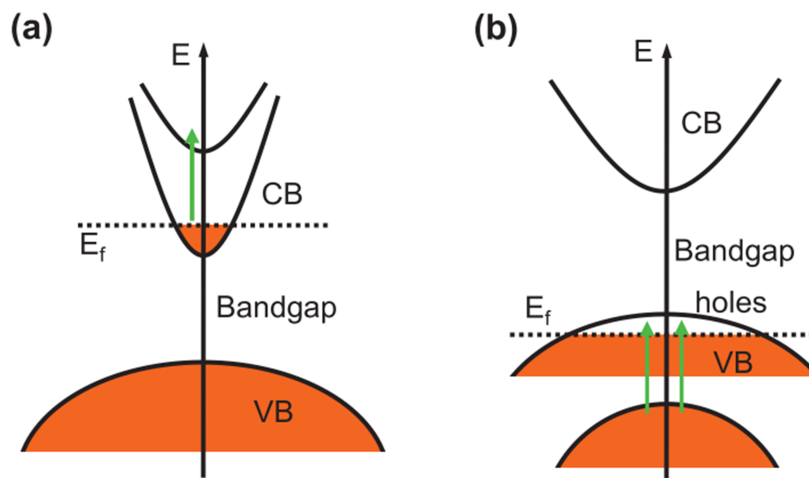 (a)
E
CB
E_f
Bandgap
VB
(b)
E
CB
Bandgap
holes
E_f
VB